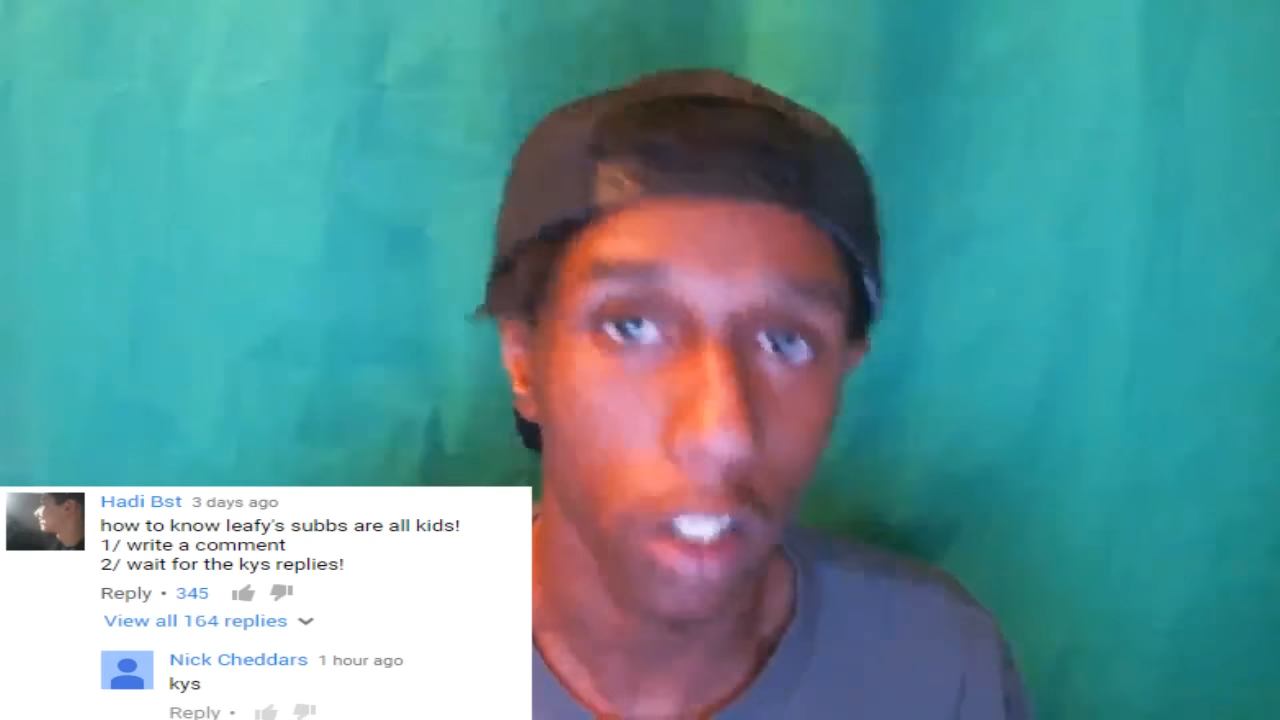 Hadi Bst 3 days ago
how to know leafy's subbs are all kids!
1/ write a comment
2/ wait for the kys replies!
Reply • 345
View all 164 replies
Nick Cheddars 1 hour ago
kys
Reply •